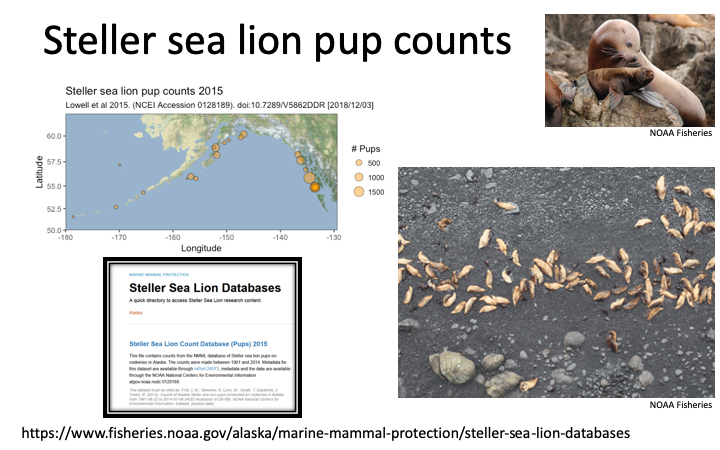 Steller sea lion pup counts
NOAA Fisheries
Steller sea lion pup counts 2015
Lowell et al 2015. (NCEI Accession 0128189). doi:10.7289/V5862DDR [2018/12/03]
60.0
57.5
55.0
52.5
50.0
Latitude
-180
-170
-160
-150
-140
-130
Longitude
# Pups
500
1000
1500
MARINE MAMMAL PROTECTION
Steller Sea Lion Databases
A quick directory to access Steller Sea Lion research content.
Alaska
Steller Sea Lion Count Database (Pups) 2015
This file contains counts from the NMML database of Steller sea lion pups on
rookeries in Alaska. The counts were made between 1961 and 2014. Metadata for
this dataset are available through InPort 24573, metadata and the data are available
through the NOAA National Centers for Environmental Information
NOAA Fisheries
https://www.fisheries.noaa.gov/alaska/marine-mammal-protection/steller-sea-lion-databases